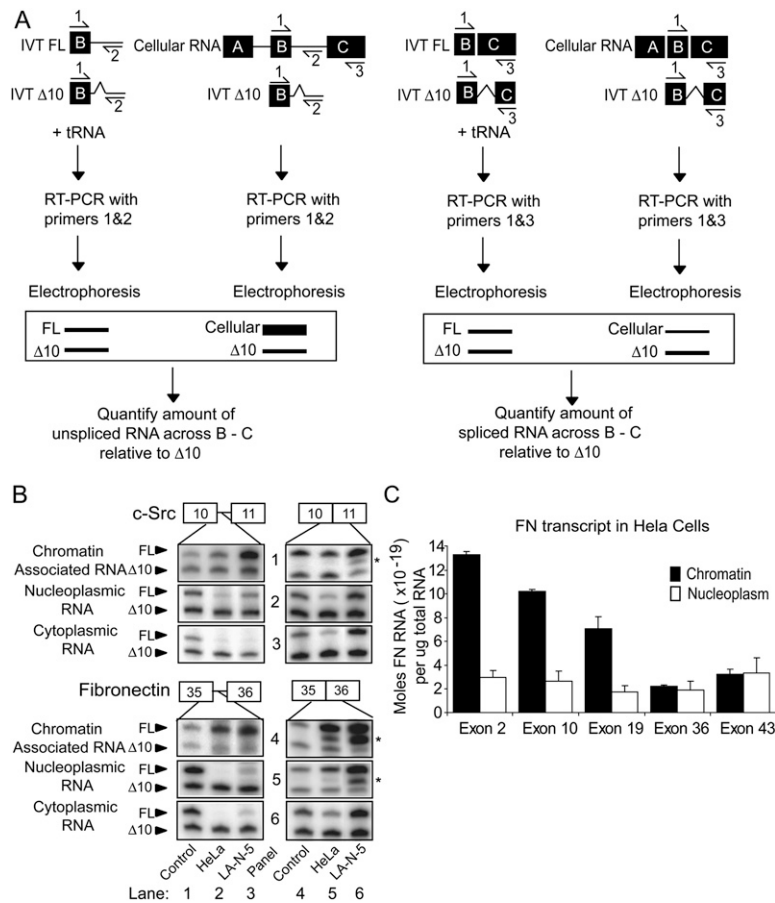 A
1
IVT FL B
2
Cellular RNA A B C
1
2
3
IVT Δ10 B
1
2
IVT Δ10 B
1
2
+ tRNA
RT-PCR with
primers 1&2
RT-PCR with
primers 1&2
Electrophoresis
Electrophoresis
FL
Δ10
Cellular
Δ10
Quantify amount of
unspliced RNA across B - C
relative to Δ10
1
IVT FL B C
3
Cellular RNA A B C
1
3
IVT Δ10 B C
1
3
IVT Δ10 B C
1
3
+ tRNA
RT-PCR with
primers 1&3
RT-PCR with
primers 1&3
Electrophoresis
Electrophoresis
FL
Δ10
Cellular
Δ10
Quantify amount of
spliced RNA across B - C
relative to Δ10
B
c-Src 10 11 10 11
Chromatin FL
Associated RNA Δ10
1
*
Nucleoplasmic FL
RNA Δ10
2
Cytoplasmic FL
RNA Δ10
3
Fibronectin 35 36 35 36
Chromatin FL
Associated RNA Δ10
4
*
Nucleoplasmic FL
RNA Δ10
5
*
Cytoplasmic FL
RNA Δ10
6
Control HeLa LA-N-5 Panel Control HeLa LA-N-5
Lane: 1 2 3 4 5 6
C
FN transcript in Hela Cells
Moles FN RNA ( x10-19)
per ug total RNA
14
12
10
8
6
4
2
0
Chromatin
Nucleoplasm
Exon 2 Exon 10 Exon 19 Exon 36 Exon 43